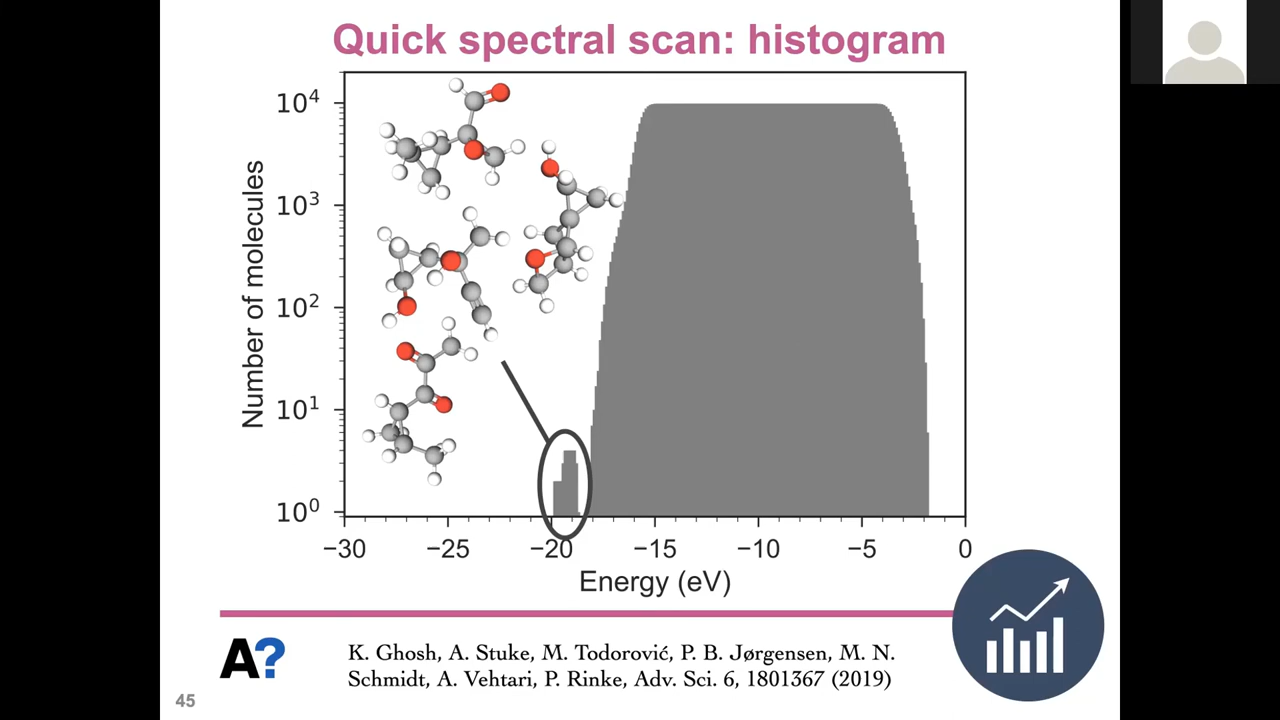 Quick spectral scan: histogram
Number of molecules
10⁴
10³
10²
10¹
10⁰
−30 −25 −20 −15 −10 −5 0
Energy (eV)
A?
K. Ghosh, A. Stuke, M. Todorović, P. B. Jørgensen, M. N.
Schmidt, A. Vehtari, P. Rinke, Adv. Sci. 6, 1801367 (2019)
45